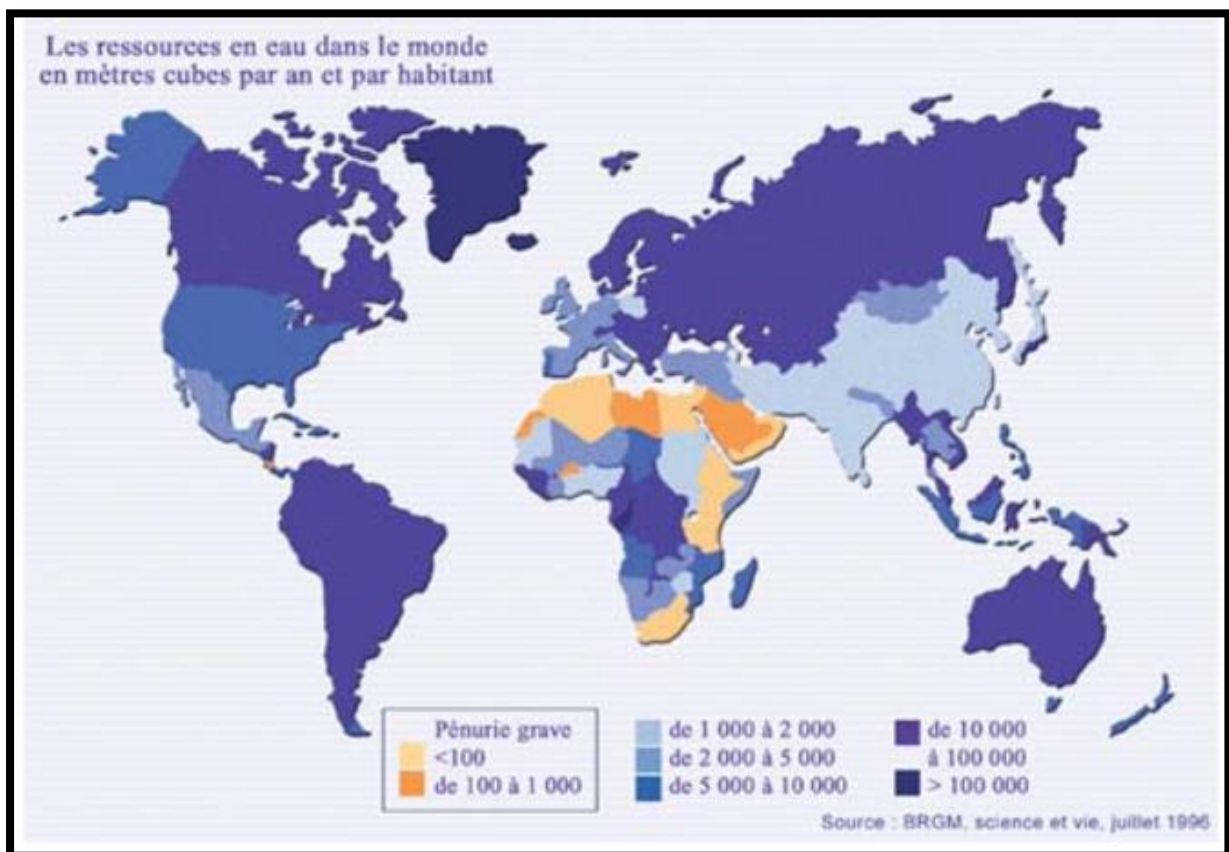 Les ressources en eau dans le monde
en mètres cubes par an et par habitant
Pénurie grave
<100
de 100 à 1 000
de 1 000 à 2 000
de 2 000 à 5 000
de 5 000 à 10 000
de 10 000
à 100 000
> 100 000
Source : BRGM, science et vie, juillet 1996